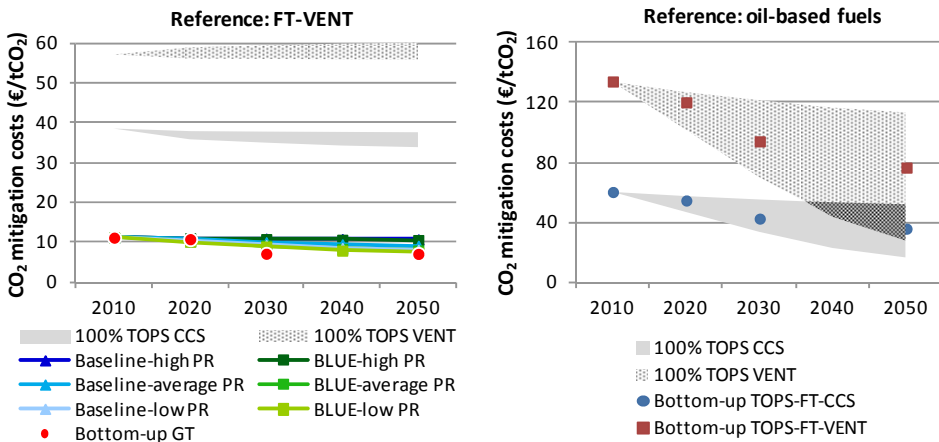 Reference: FT-VENT
CO2 mitigation costs (€/tCO2)
60
50
40
30
20
10
0
2010 2020 2030 2040 2050
100% TOPS CCS 100% TOPS VENT
Baseline-high PR BLUE-high PR
Baseline-average PR BLUE-average PR
Baseline-low PR BLUE-low PR
Bottom-up GT
Reference: oil-based fuels
CO2 mitigation costs (€/tCO2)
160
120
80
40
0
2010 2020 2030 2040 2050
100% TOPS CCS
100% TOPS VENT
Bottom-up TOPS-FT-CCS
Bottom-up TOPS-FT-VENT